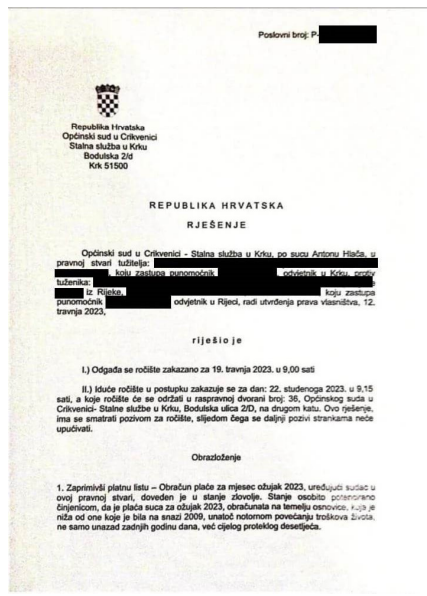 Poslovni broj: P-
Republika Hrvatska
Općinski sud u Crikvenici
Stalna služba u Krku
Bodulska 2/d
Krk 51500
REPUBLIKA HRVATSKA
RJEŠENJE
Općinski sud u Crikvenici - Stalna služba u Krku, po sucu Antonu Hlača, u
pravnoj stvari tužitelja:
, koju zastupa punomoćnik odvjetnik u Krku, protiv
tuženika:
iz Rijeke, koju zastupa
punomoćnik odvjetnik u Rijeci, radi utvrđenja prava vlasništva, 12.
travnja 2023,
riješio je
I.) Odgađa se ročište zakazano za 19. travnja 2023. u 9,00 sati
II.) Iduće ročište u postupku zakazuje se za dan: 22. studenoga 2023. u 9,15
sati, a koje ročište će se održati u raspravnoj dvorani broj: 36, Općinskog suda u
Crikvenici- Stalne službe u Krku, Bodulska ulica 2/D, na drugom katu. Ovo rješenje,
ima se smatrati pozivom za ročište, slijedom čega se daljnji pozivi strankama neće
upućivati.
Obrazloženje
1. Zaprimivši platnu listu – Obračun plaće za mjesec ožujak 2023, uređujući sudac u
ovoj pravnoj stvari, doveden je u stanje zlovolje. Stanje osobito potencirano
činjenicom, da je plaća suca za ožujak 2023, obračunata na temelju osnovice, koja je
niža od one koje je bila na snazi 2009, unatoč notornom povećanju troškova života,
ne samo unazad zadnjih godinu dana, već cijelog proteklog desetljeća.